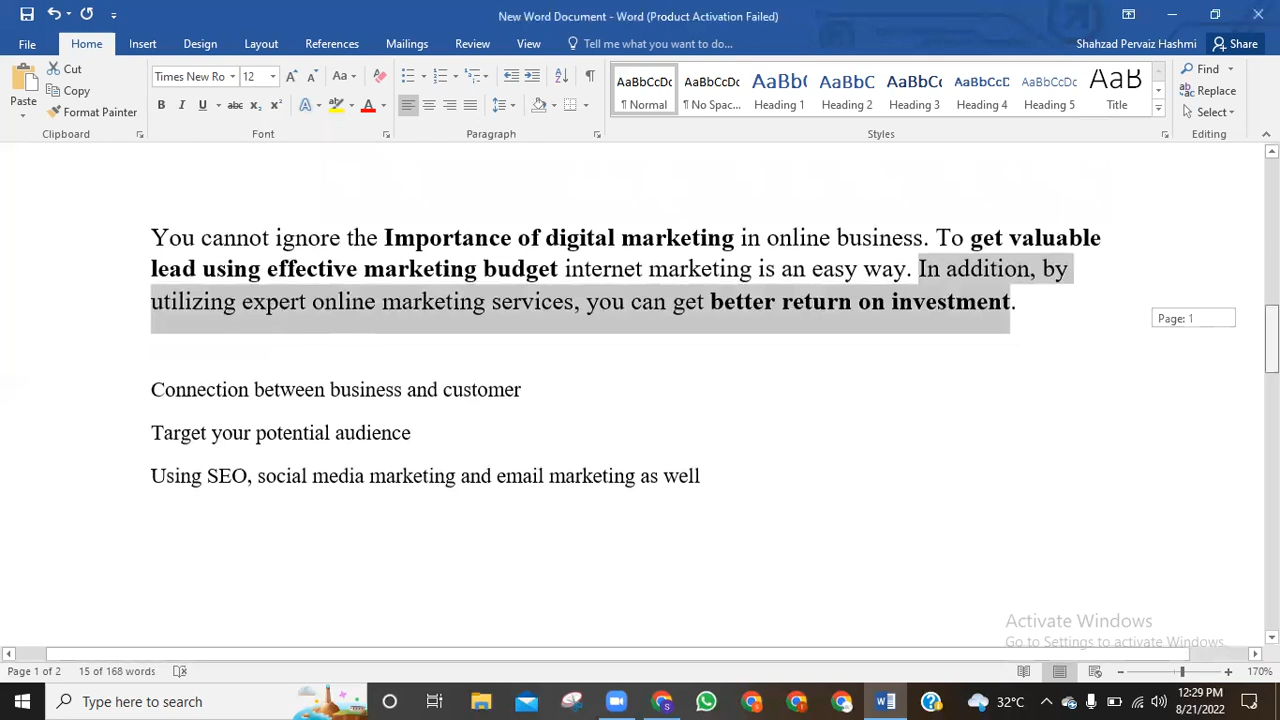 New Word Document - Word (Product Activation Failed)
File Home Insert Design Layout References Mailings Review View Tell me what you want to do... Shahzad Pervaiz Hashmi Share
Cut
Copy
Format Painter
Paste
Times New Ro 12
Aa
B I U abc x₂ x² A A
AaBbCcDc AaBbCcDc AaBbC AaBbC AaBbCcD AaBbCcD AaBbCcDc AaB
¶ Normal ¶ No Spac... Heading 1 Heading 2 Heading 3 Heading 4 Heading 5 Title
Find
Replace
Select
Clipboard Font Paragraph Styles Editing
You cannot ignore the Importance of digital marketing in online business. To get valuable
lead using effective marketing budget internet marketing is an easy way. In addition, by
utilizing expert online marketing services, you can get better return on investment.
Page: 1
Connection between business and customer
Target your potential audience
Using SEO, social media marketing and email marketing as well
Activate Windows
Go to Settings to activate Windows.
Page 1 of 2 15 of 168 words 170%
Type here to search 32°C 12:29 PM
8/21/2022